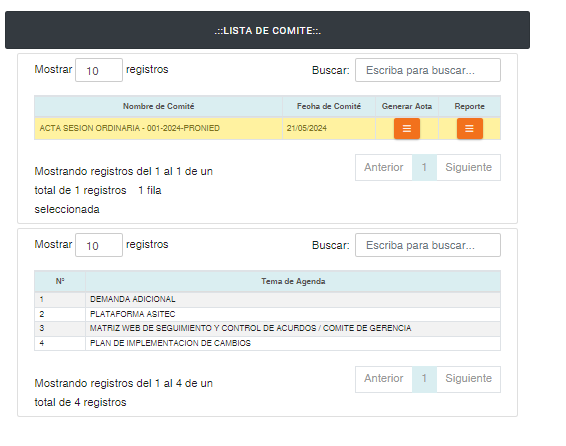 .::LISTA DE COMITE::.
Mostrar 10 registros Buscar: Escriba para buscar...
Nombre de Comité Fecha de Comité Generar Acta Reporte
ACTA SESION ORDINARIA - 001-2024-PRONIED 21/05/2024
Mostrando registros del 1 al 1 de un
total de 1 registros 1 fila
seleccionada
Anterior 1 Siguiente
Mostrar 10 registros Buscar: Escriba para buscar...
N° Tema de Agenda
1 DEMANDA ADICIONAL
2 PLATAFORMA ASITEC
3 MATRIZ WEB DE SEGUIMIENTO Y CONTROL DE ACURDOS / COMITE DE GERENCIA
4 PLAN DE IMPLEMENTACION DE CAMBIOS
Mostrando registros del 1 al 4 de un
total de 4 registros
Anterior 1 Siguiente